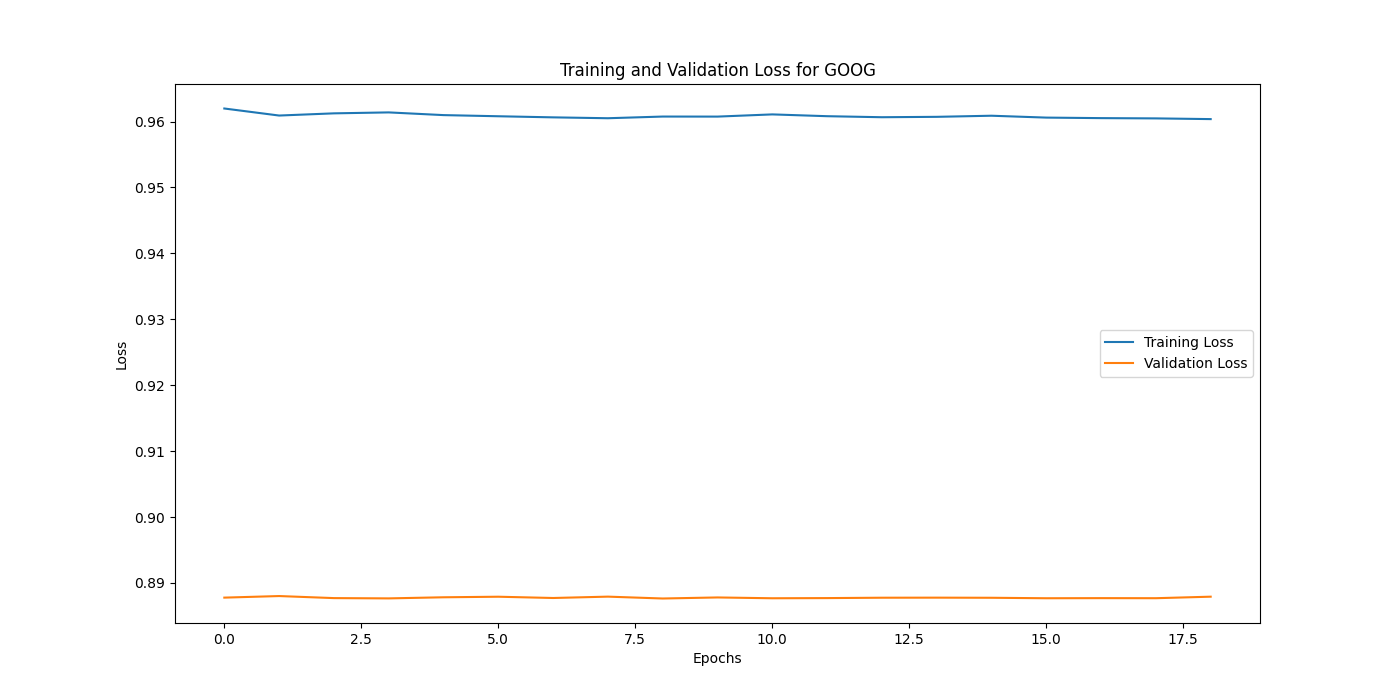 Training and Validation Loss for GOOG
0.96
0.95
0.94
0.93
0.92
0.91
0.90
0.89
Loss
Training Loss
Validation Loss
0.0 2.5 5.0 7.5 10.0 12.5 15.0 17.5
Epochs